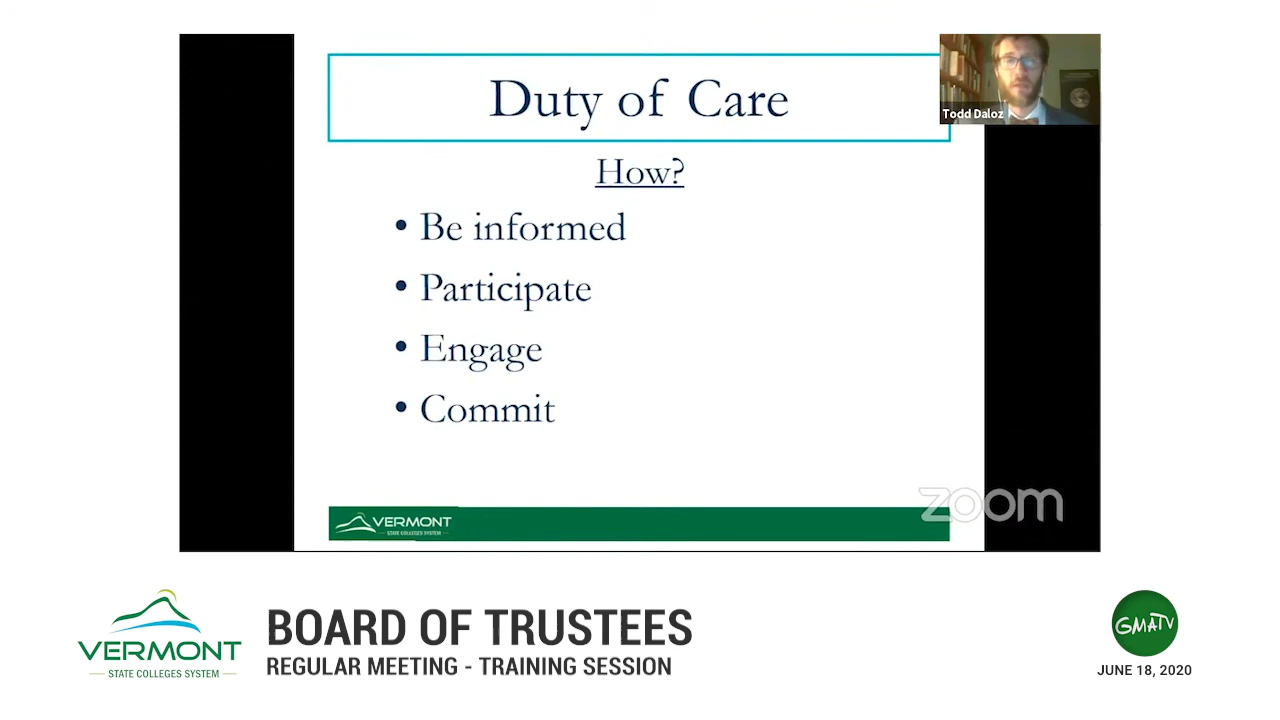 Duty of Care
Todd Daloz
How?
• Be informed
• Participate
• Engage
• Commit
VERMONT
STATE COLLEGES SYSTEM
zoom
VERMONT
STATE COLLEGES SYSTEM
BOARD OF TRUSTEES
REGULAR MEETING - TRAINING SESSION
GMATV
JUNE 18, 2020